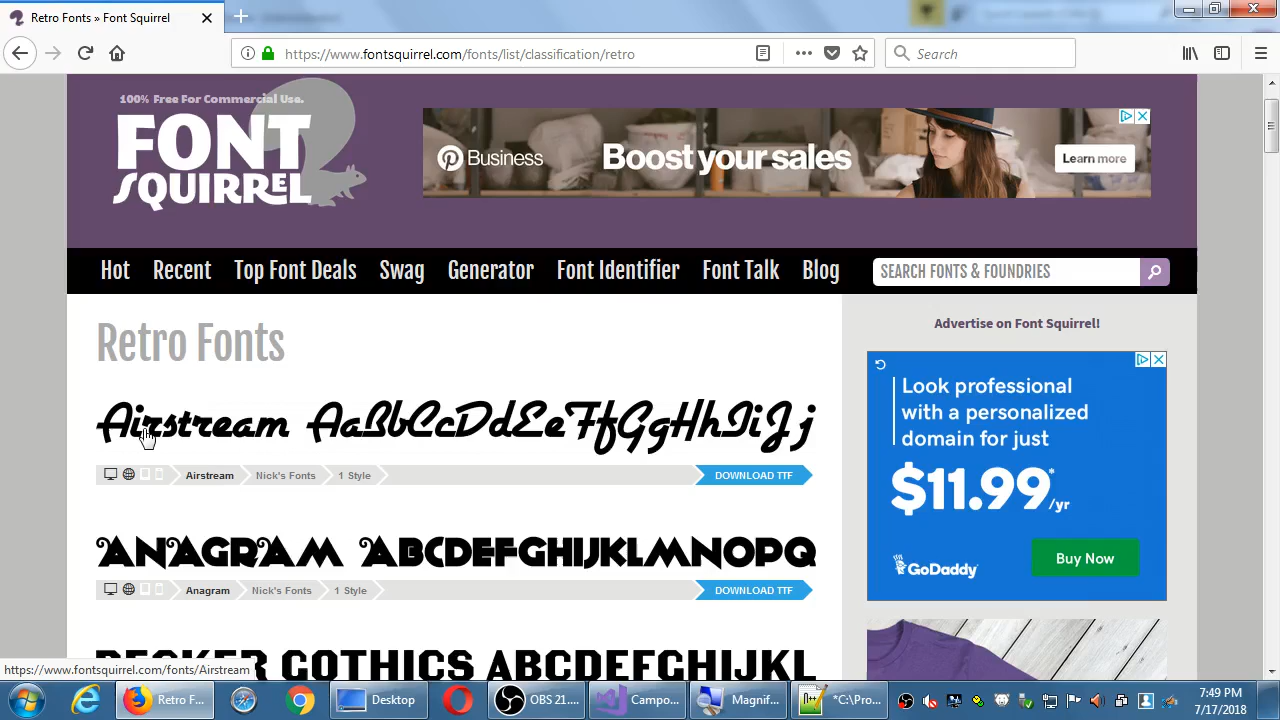 Retro Fonts » Font Squirrel
https://www.fontsquirrel.com/fonts/list/classification/retro
Search
100% Free For Commercial Use.
FONT
SQUIRREL
Business
Boost your sales
Learn more
Hot Recent Top Font Deals Swag Generator Font Identifier Font Talk Blog
SEARCH FONTS & FOUNDRIES
Retro Fonts
Advertise on Font Squirrel!
Airstream AaBbCcDdEeFfGgHhIiJj
Airstream Nick's Fonts 1 Style DOWNLOAD TTF
ANAGRAM ABCDEFGHIJKLMNOPQ
Anagram Nick's Fonts 1 Style DOWNLOAD TTF
BECKER GOTHICS ABCDEFGHIJKL
Look professional
with a personalized
domain for just
$11.99*/yr
GoDaddy
Buy Now
https://www.fontsquirrel.com/fonts/Airstream
Retro F...
Desktop
OBS 21....
Campo...
Magnif...
*C:\Pro...
7:49 PM
7/17/2018